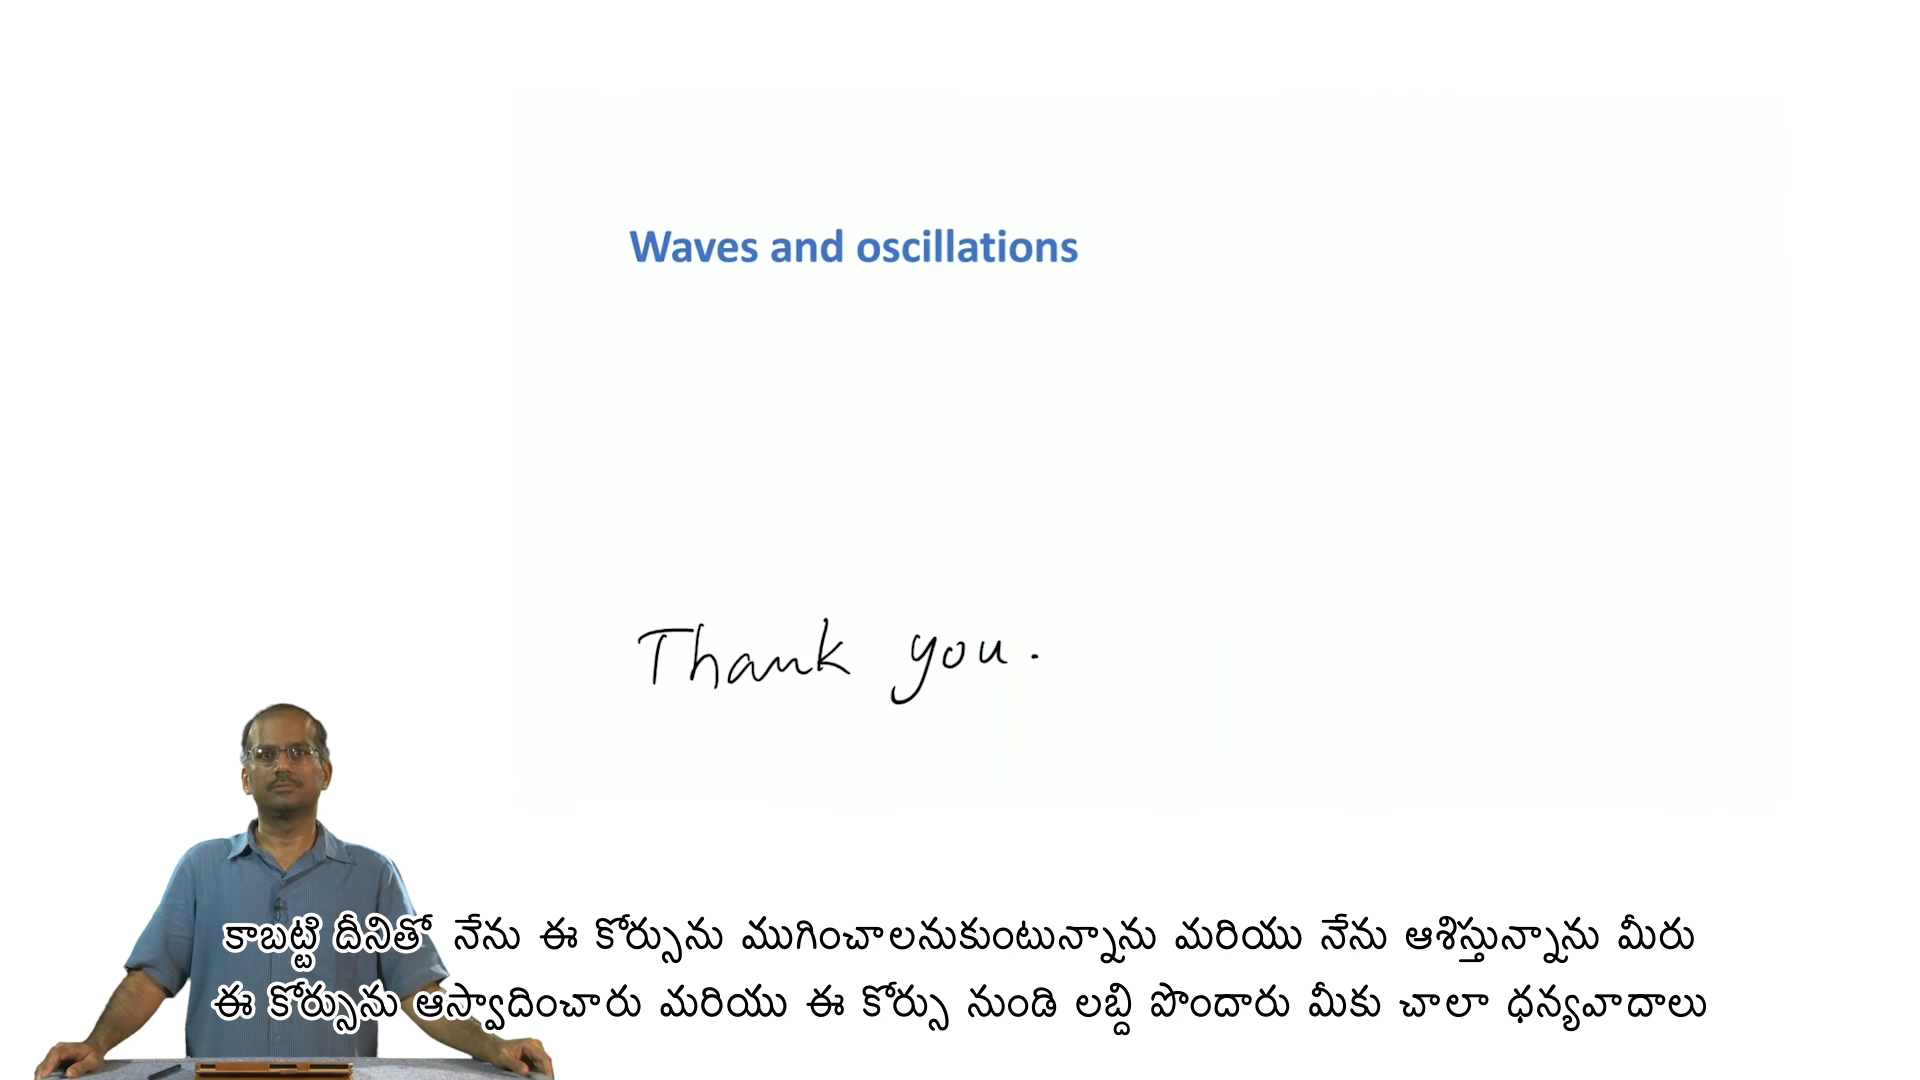 Waves and oscillations
Thank you.
కాబట్టి దీనితో నేను ఈ కోర్సును ముగించాలనుకుంటున్నాను మరియు నేను ఆశిస్తున్నాను మీరు
ఈ కోర్సును ఆస్వాదించారు మరియు ఈ కోర్సు నుండి లబ్ది పొందారు మీకు చాలా ధన్యవాదాలు